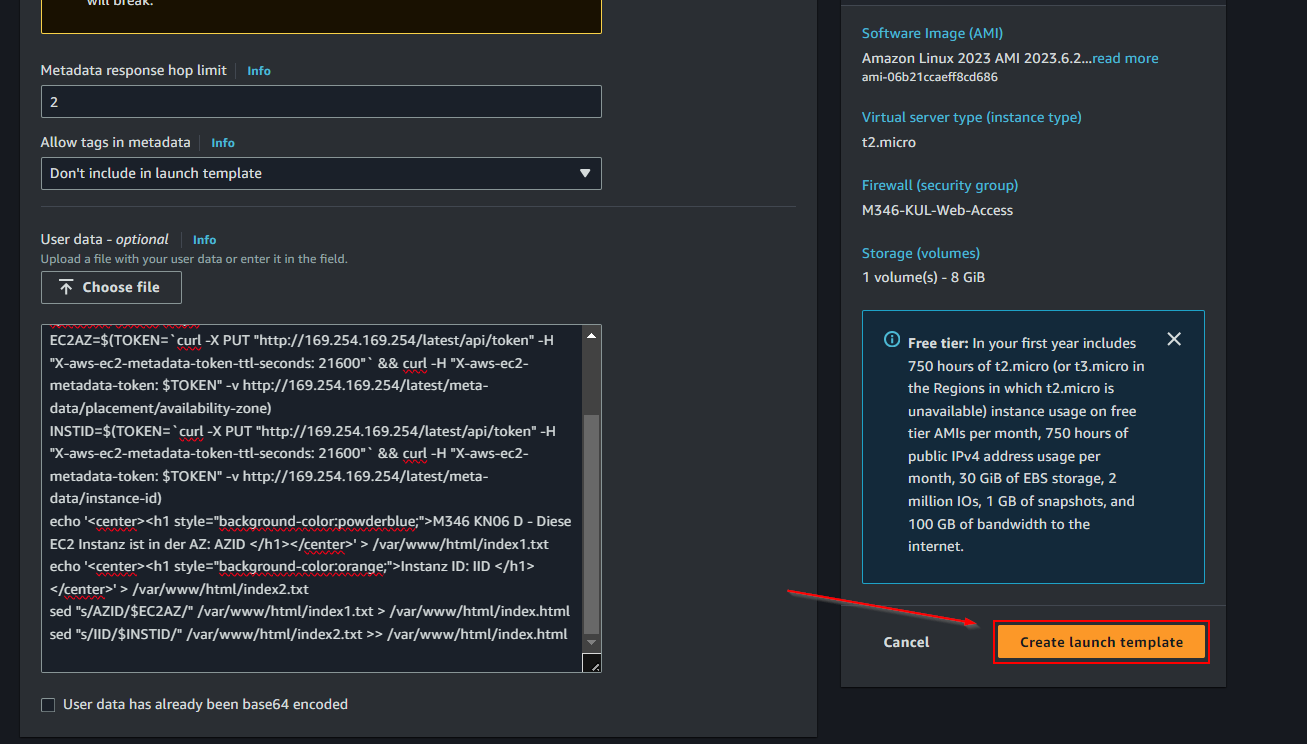 will break.
Metadata response hop limit Info
2
Allow tags in metadata Info
Don't include in launch template
User data - optional Info
Upload a file with your user data or enter it in the field.
Choose file
EC2AZ=$(TOKEN=`curl -X PUT "http://169.254.169.254/latest/api/token" -H
"X-aws-ec2-metadata-token-ttl-seconds: 21600"` && curl -H "X-aws-ec2-
metadata-token: $TOKEN" -v http://169.254.169.254/latest/meta-
data/placement/availability-zone)
INSTID=$(TOKEN=`curl -X PUT "http://169.254.169.254/latest/api/token" -H
"X-aws-ec2-metadata-token-ttl-seconds: 21600"` && curl -H "X-aws-ec2-
metadata-token: $TOKEN" -v http://169.254.169.254/latest/meta-
data/instance-id)
echo '<center><h1 style="background-color:powderblue;">M346 KN06 D - Diese
EC2 Instanz ist in der AZ: AZID </h1></center>' > /var/www/html/index1.txt
echo '<center><h1 style="background-color:orange;">Instanz ID: IID </h1>
</center>' > /var/www/html/index2.txt
sed "s/AZID/$EC2AZ/" /var/www/html/index1.txt > /var/www/html/index.html
sed "s/IID/$INSTID/" /var/www/html/index2.txt >> /var/www/html/index.html
User data has already been base64 encoded
Software Image (AMI)
Amazon Linux 2023 AMI 2023.6.2...read more
ami-06b21ccaeff8cd686
Virtual server type (instance type)
t2.micro
Firewall (security group)
M346-KUL-Web-Access
Storage (volumes)
1 volume(s) - 8 GiB
Free tier: In your first year includes
750 hours of t2.micro (or t3.micro in
the Regions in which t2.micro is
unavailable) instance usage on free
tier AMIs per month, 750 hours of
public IPv4 address usage per
month, 30 GiB of EBS storage, 2
million IOs, 1 GB of snapshots, and
100 GB of bandwidth to the
internet.
Cancel
Create launch template